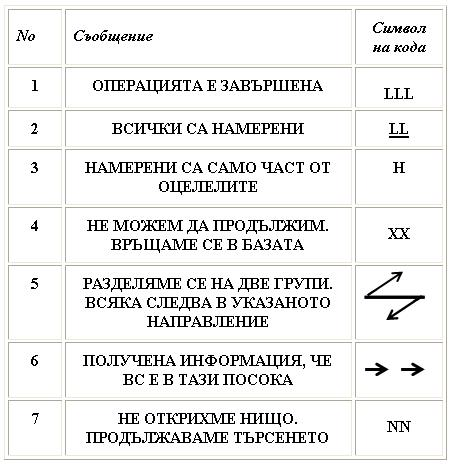 No Съобщение Символ
на кода
1 ОПЕРАЦИЯТА Е ЗАВЪРШЕНА LLL
2 ВСИЧКИ СА НАМЕРЕНИ LL
3 НАМЕРЕНИ СА САМО ЧАСТ ОТ H
ОЦЕЛЕЛИТЕ
4 НЕ МОЖЕМ ДА ПРОДЪЛЖИМ. XX
ВРЪЩАМЕ СЕ В БАЗАТА
5 РАЗДЕЛЯМЕ СЕ НА ДВЕ ГРУПИ.
ВСЯКА СЛЕДВА В УКАЗАНОТО
НАПРАВЛЕНИЕ
6 ПОЛУЧЕНА ИНФОРМАЦИЯ, ЧЕ
ВС Е В ТАЗИ ПОСОКА
7 НЕ ОТКРИХМЕ НИЩО. NN
ПРОДЪЛЖАВАМЕ ТЪРСЕНЕТО